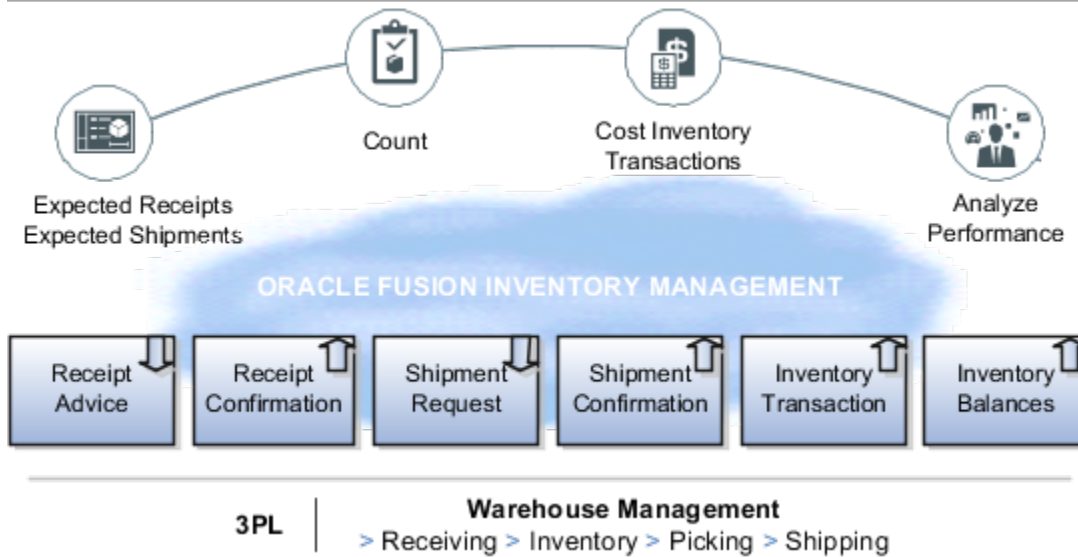 Expected Receipts
Expected Shipments
Count
Cost Inventory
Transactions
Analyze
Performance
ORACLE FUSION INVENTORY MANAGEMENT
Receipt
Advice
Receipt
Confirmation
Shipment
Request
Shipment
Confirmation
Inventory
Transaction
Inventory
Balances
3PL
Warehouse Management
> Receiving > Inventory > Picking > Shipping